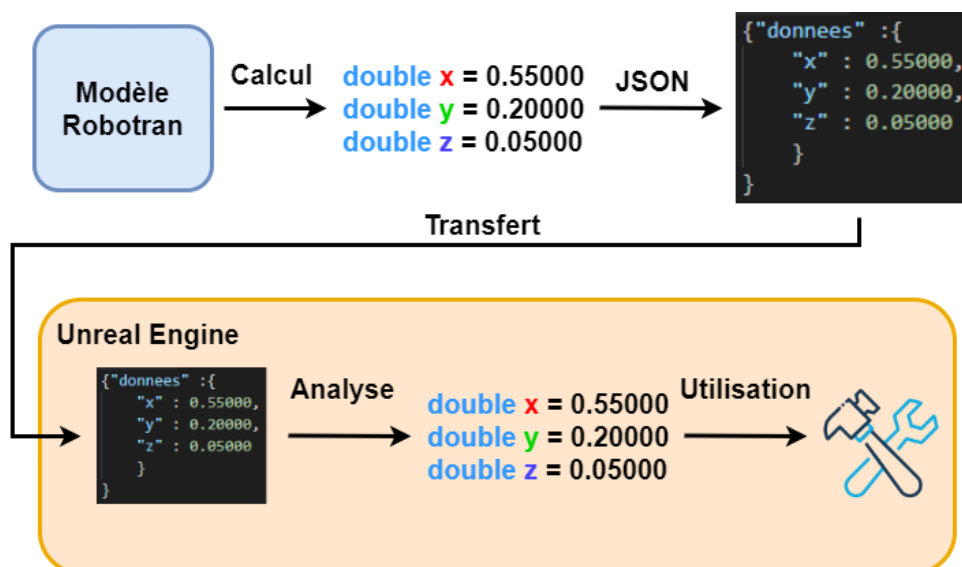 Modèle
Robotran
Calcul
double x = 0.55000
double y = 0.20000
double z = 0.05000
JSON
{"donnees" :{
"x" : 0.55000,
"y" : 0.20000,
"z" : 0.05000
}
}
Transfert
Unreal Engine
{"donnees" :{
"x" : 0.55000,
"y" : 0.20000,
"z" : 0.05000
}
}
Analyse
double x = 0.55000
double y = 0.20000
double z = 0.05000
Utilisation